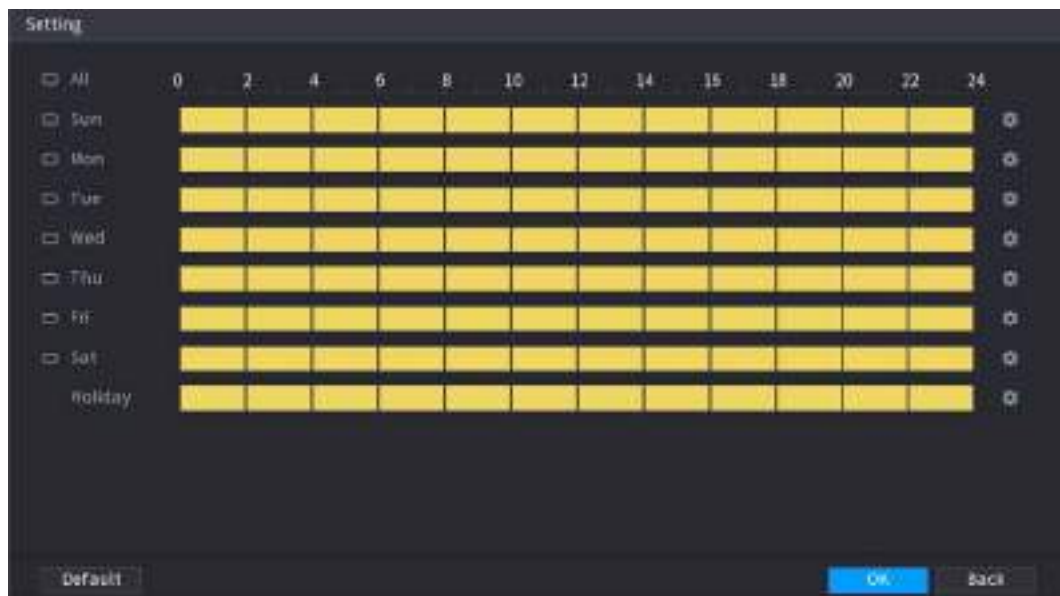 Setting
All 0 2 4 6 8 10 12 14 16 18 20 22 24
Sun
Mon
Tue
Wed
Thu
Fri
Sat
Holiday
Default OK Back